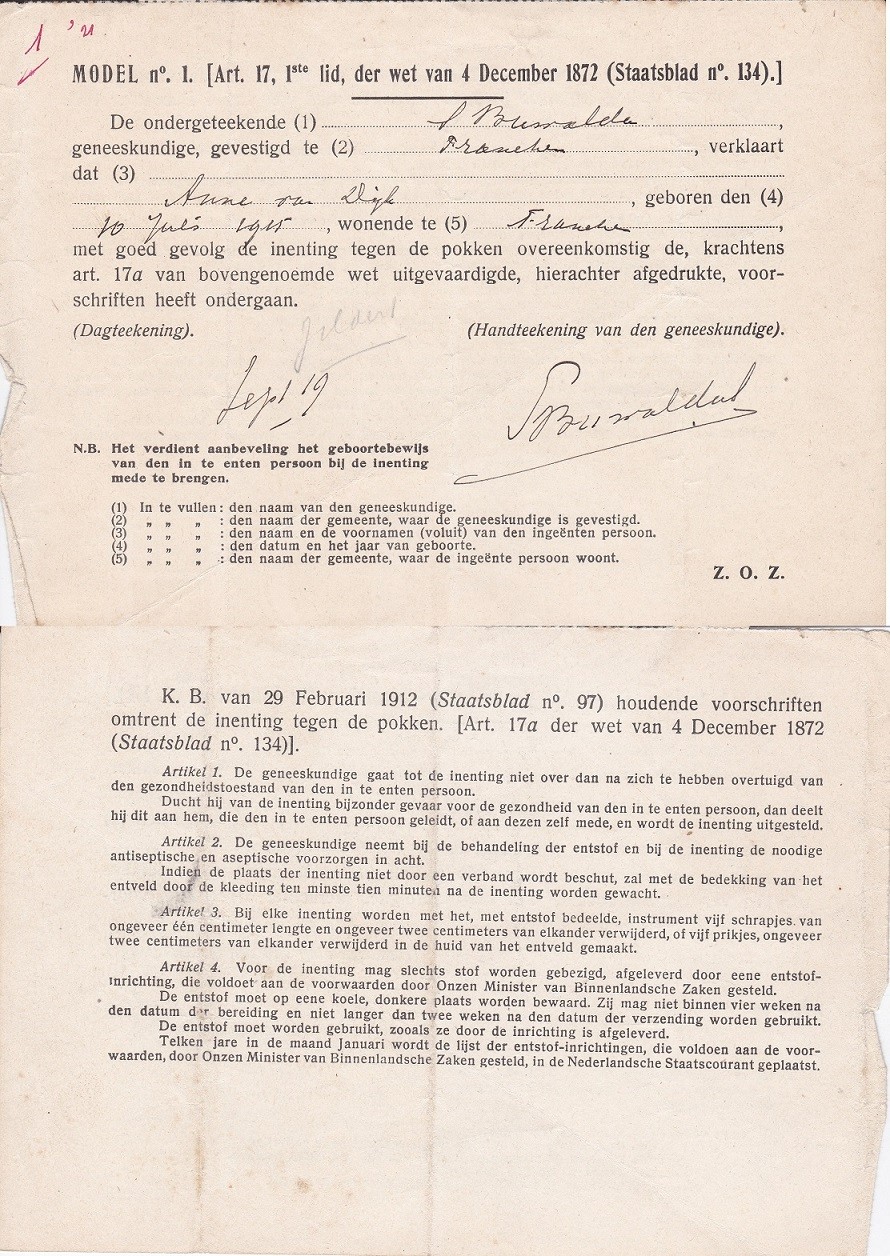 1 '21
MODEL nº. 1. [Art. 17, 1ste lid, der wet van 4 December 1872 (Staatsblad nº. 134).]
De ondergeteekende (1) S Buwalda,
geneeskundige, gevestigd te (2) Franeker, verklaart
dat (3)
Anne van Dijk, geboren den (4)
10 Juli 1915, wonende te (5) Franeker,
met goed gevolg de inenting tegen de pokken overeenkomstig de, krachtens
art. 17a van bovengenoemde wet uitgevaardigde, hierachter afgedrukte, voor-
schriften heeft ondergaan.
(Dagteekening). (Handteekening van den geneeskundige).
Sept 19 SBuwalda
N.B. Het verdient aanbeveling het geboortebewijs
van den in te enten persoon bij de inenting
mede te brengen.
(1) In te vullen: den naam van den geneeskundige.
(2) „ „ „ : den naam der gemeente, waar de geneeskundige is gevestigd.
(3) „ „ „ : den naam en de voornamen (voluit) van den ingeënten persoon.
(4) „ „ „ : den datum en het jaar van geboorte.
(5) „ „ „ : den naam der gemeente, waar de ingeënte persoon woont.
Z. O. Z.
K. B. van 29 Februari 1912 (Staatsblad nº. 97) houdende voorschriften
omtrent de inenting tegen de pokken. [Art. 17a der wet van 4 December 1872
(Staatsblad nº. 134)].
Artikel 1. De geneeskundige gaat tot de inenting niet over dan na zich te hebben overtuigd van
den gezondheidstoestand van den in te enten persoon.
Ducht hij van de inenting bijzonder gevaar voor de gezondheid van den in te enten persoon, dan deelt
hij dit aan hem, die den in te enten persoon geleidt, of aan dezen zelf mede, en wordt de inenting uitgesteld.
Artikel 2. De geneeskundige neemt bij de behandeling der entstof en bij de inenting de noodige
antiseptische en aseptische voorzorgen in acht.
Indien de plaats der inenting niet door een verband wordt beschut, zal met de bedekking van het
entveld door de kleeding ten minste tien minuten na de inenting worden gewacht.
Artikel 3. Bij elke inenting worden met het, met entstof bedeelde, instrument vijf schrapjes van
ongeveer één centimeter lengte en ongeveer twee centimeters van elkander verwijderd, of vijf prikjes, ongeveer
twee centimeters van elkander verwijderd in de huid van het entveld gemaakt.
Artikel 4. Voor de inenting mag slechts stof worden gebezigd, afgeleverd door eene entstof-
inrichting, die voldoet aan de voorwaarden door Onzen Minister van Binnenlandsche Zaken gesteld.
De entstof moet op eene koele, donkere plaats worden bewaard. Zij mag niet binnen vier weken na
den datum der bereiding en niet langer dan twee weken na den datum der verzending worden gebruikt.
De entstof moet worden gebruikt, zooals ze door de inrichting is afgeleverd.
Telken jare in de maand Januari wordt de lijst der entstof-inrichtingen, die voldoen aan de voor-
waarden, door Onzen Minister van Binnenlandsche Zaken gesteld, in de Nederlandsche Staatscourant geplaatst.